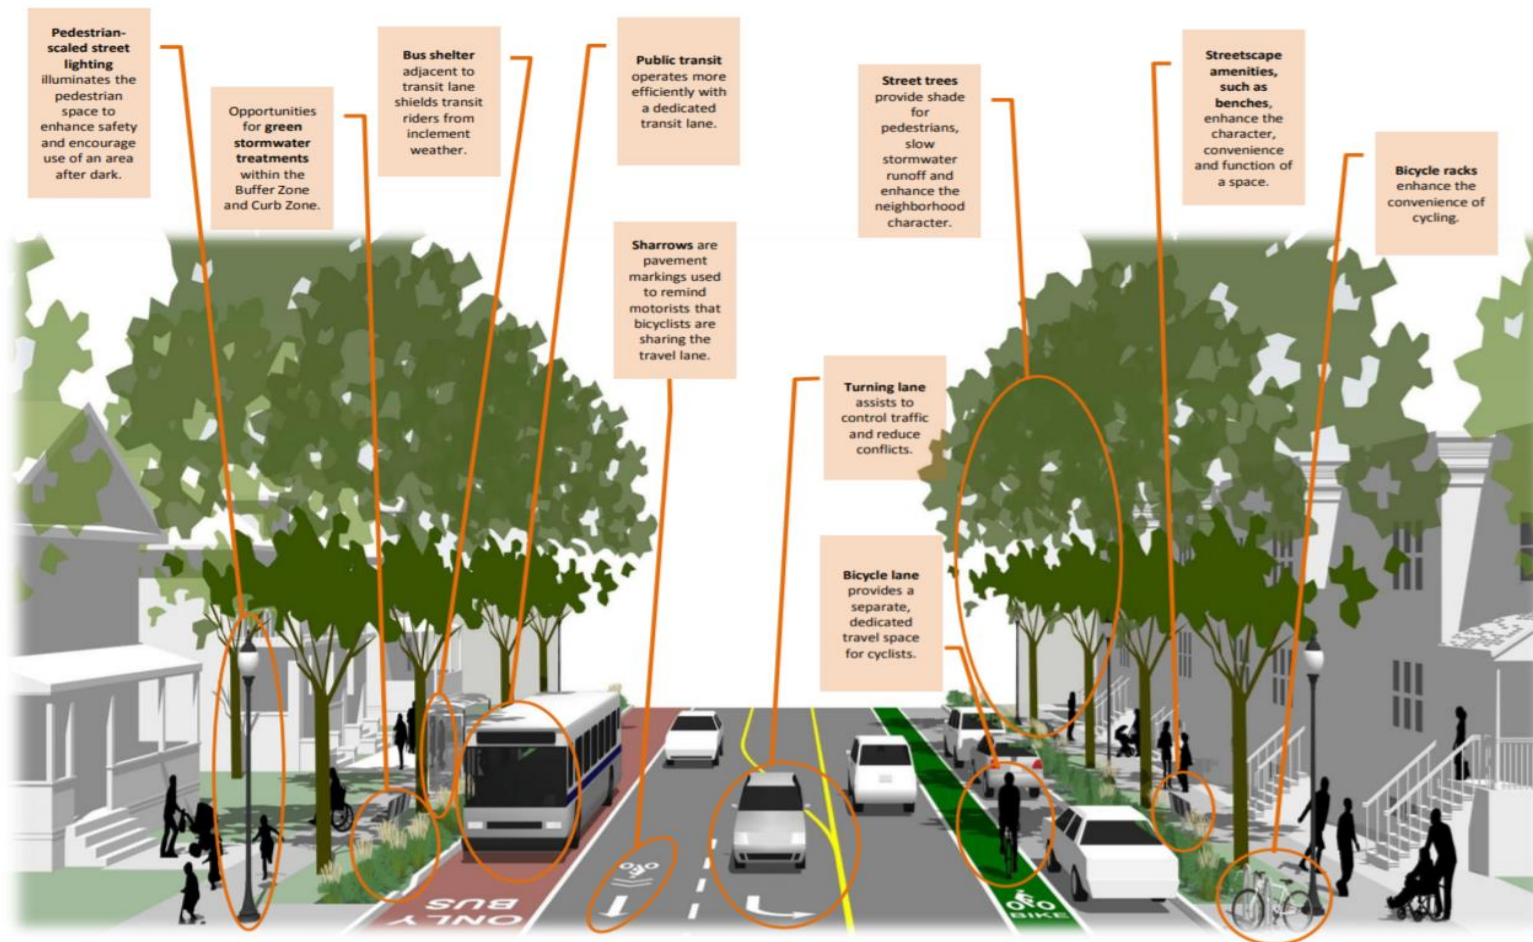 Pedestrian-
scaled street
lighting
illuminates the
pedestrian
space to
enhance safety
and encourage
use of an area
after dark.
Opportunities
for green
stormwater
treatments
within the
Buffer Zone
and Curb Zone.
Bus shelter
adjacent to
transit lane
shields transit
riders from
inclement
weather.
Public transit
operates more
efficiently with
a dedicated
transit lane.
Sharrows are
pavement
markings used
to remind
motorists that
bicyclists are
sharing the
travel lane.
Turning lane
assists to
control traffic
and reduce
conflicts.
Bicycle lane
provides a
separate,
dedicated
travel space
for cyclists.
Street trees
provide shade
for
pedestrians,
slow
stormwater
runoff and
enhance the
neighborhood
character.
Streetscape
amenities,
such as
benches,
enhance the
character,
convenience
and function of
a space.
Bicycle racks
enhance the
convenience of
cycling.
BUS
ONLY
BIKE